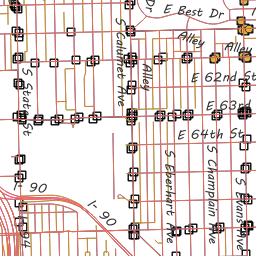 Dr
E Best Dr
Alley
Alley
Alley
S State St
S Calumet Ave
E 62nd St
E 63rd
E 64th St
I- 90
I- 90
S Eberhart Ave
S Champlain Ave
S Evans Ave
94